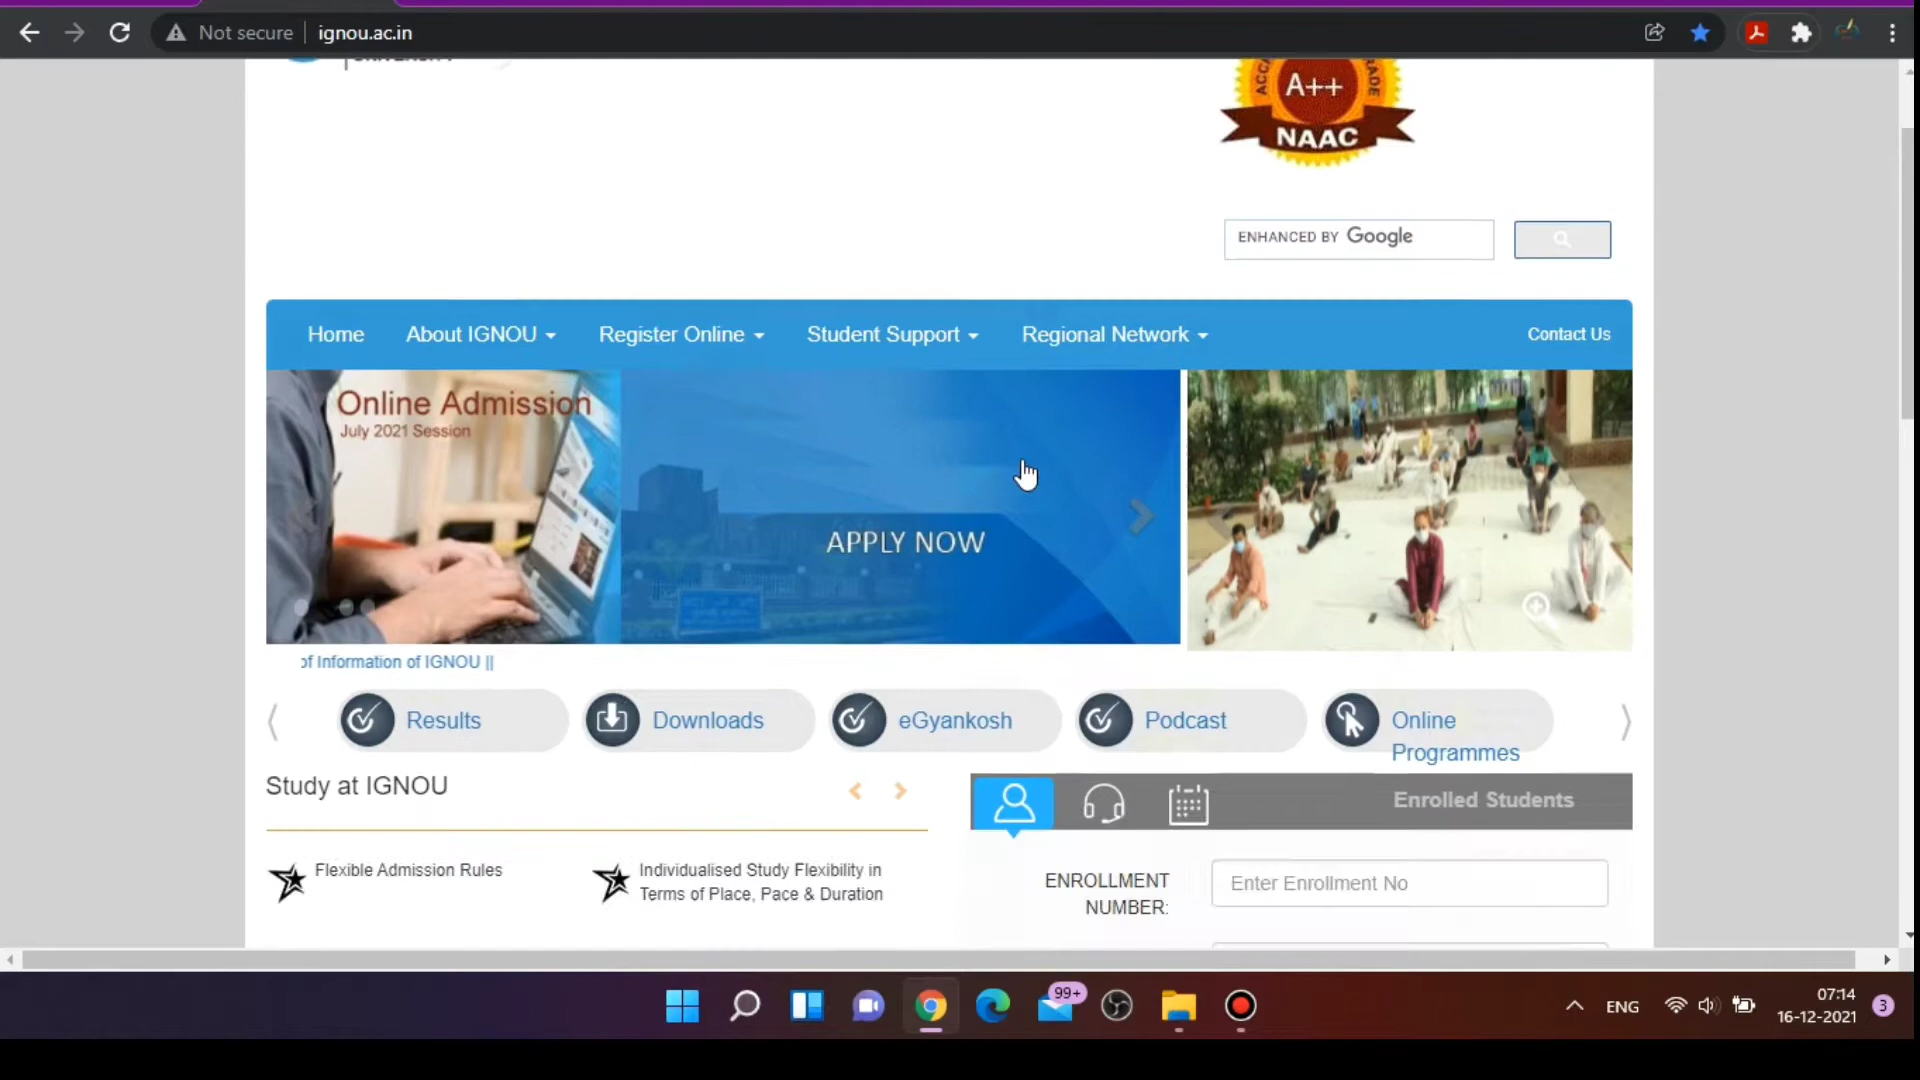 Not secure
ignou.ac.in
A++
NAAC
ENHANCED BY Google
Home
About IGNOU
Register Online
Student Support
Regional Network
Contact Us
Online Admission
July 2021 Session
APPLY NOW
of Information of IGNOU ||
Results
Downloads
eGyankosh
Podcast
Online
Programmes
Study at IGNOU
Enrolled Students
Flexible Admission Rules
Individualised Study Flexibility in
Terms of Place, Pace & Duration
ENROLLMENT
NUMBER:
Enter Enrollment No
99+
ENG
07:14
16-12-2021
3